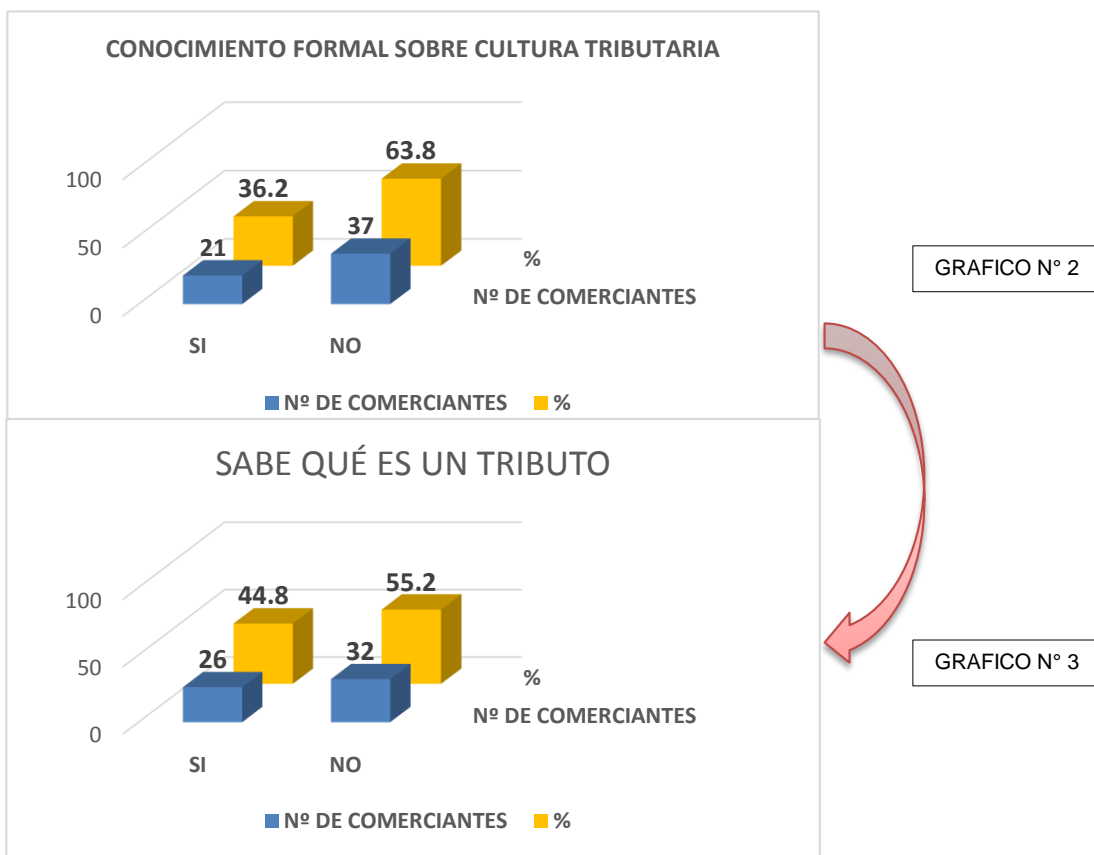 CONOCIMIENTO FORMAL SOBRE CULTURA TRIBUTARIA
100
50
0
36.2
63.8
21
37
%
Nº DE COMERCIANTES
SI
NO
Nº DE COMERCIANTES %
GRAFICO N° 2
SABE QUÉ ES UN TRIBUTO
100
50
0
44.8
55.2
26
32
%
Nº DE COMERCIANTES
SI
NO
Nº DE COMERCIANTES %
GRAFICO N° 3